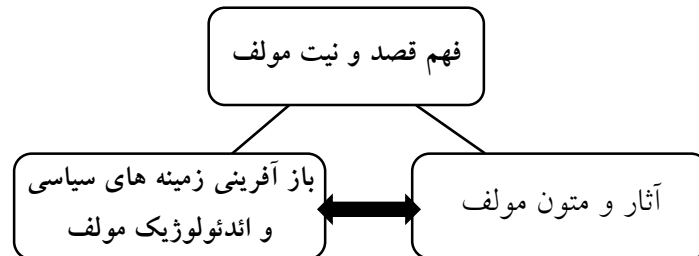 فهم قصد و نیت مولف
آثار و متون مولف
باز آفرینی زمینه های سیاسی
و ائدئولوژیک مولف